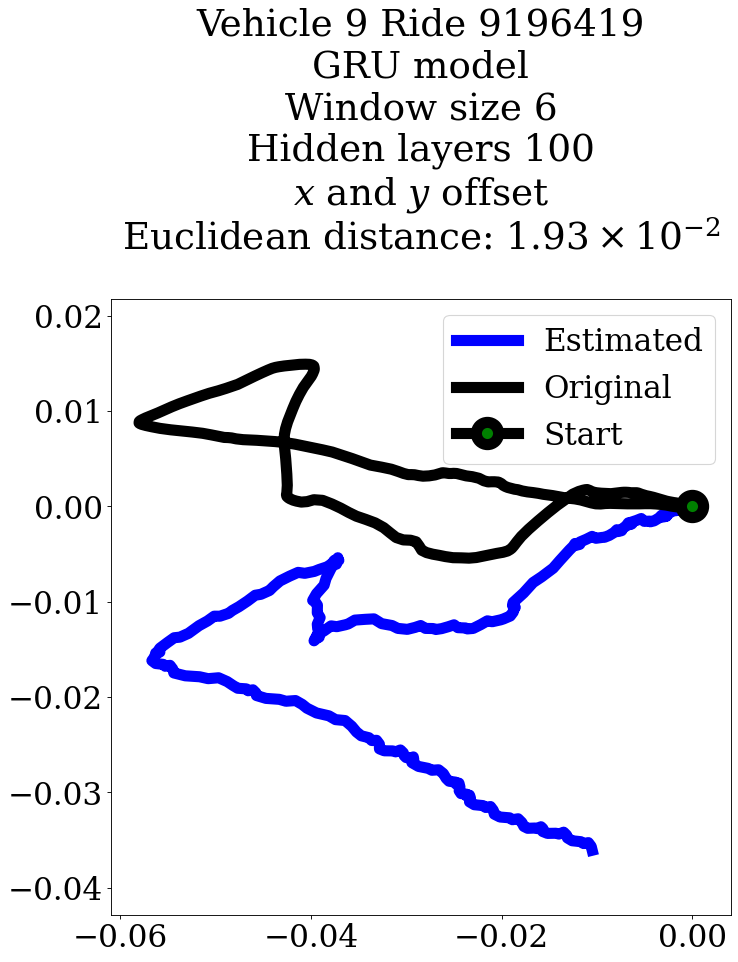 Vehicle 9 Ride 9196419
GRU model
Window size 6
Hidden layers 100
x and y offset
Euclidean distance: 1.93 × 10⁻²
Estimated
Original
Start
0.02
0.01
0.00
−0.01
−0.02
−0.03
−0.04
−0.06
−0.04
−0.02
0.00